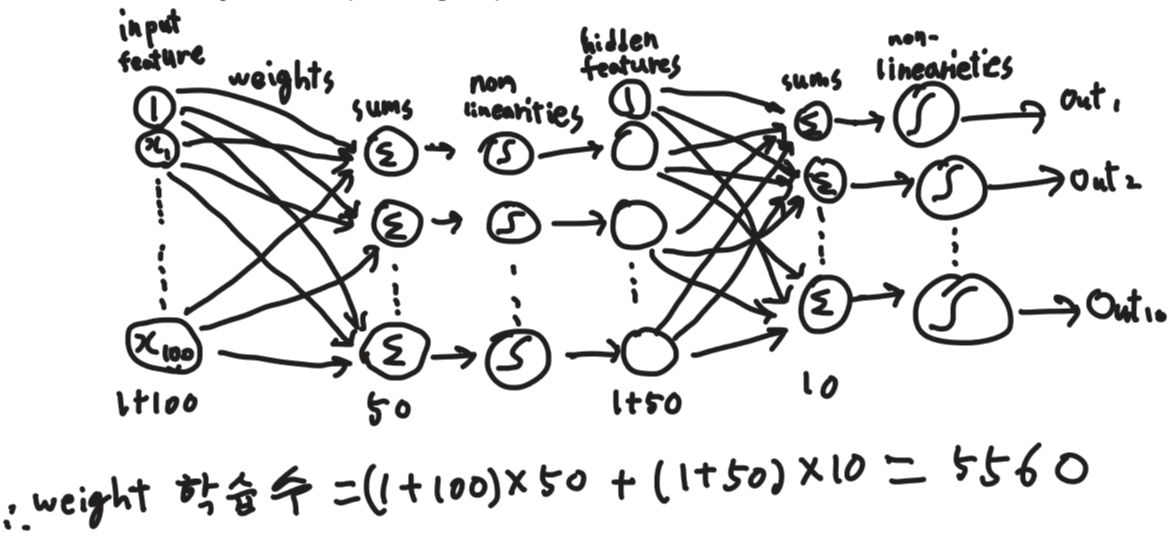 input feature
weights
sums
non linearities
hidden features
sums
non-linearieties
1
x₁
x₁₀₀
Σ
Σ
Σ
S
S
S
1
Σ
Σ
Σ
∫
∫
∫
Out₁
Out₂
Out₁₀
1+100
50
1+50
10
∴ weight 학습 수 = (1+100)×50 + (1+50)×10 = 5560